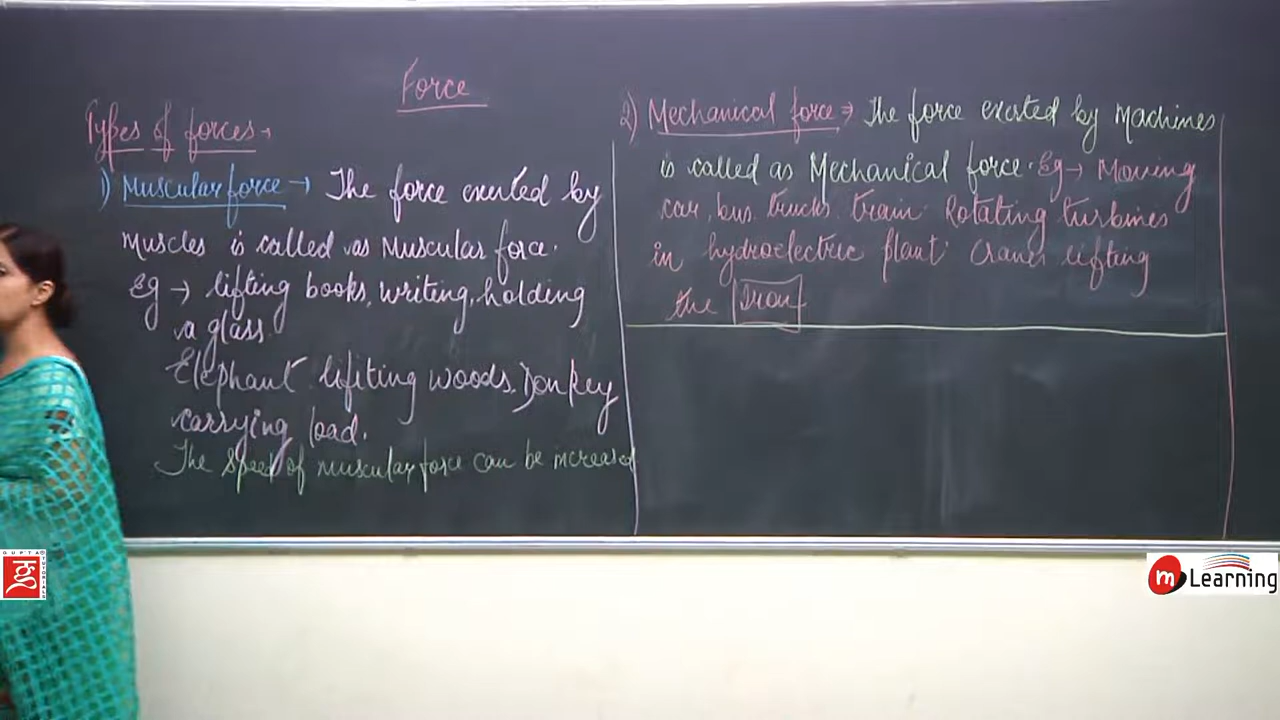 Force
Types of forces →
1) Muscular force → The force exerted by
Muscles is called as Muscular force.
Eg → lifting books, writing, holding
a glass.
Elephant lifiting woods. Donkey
carrying load.
The speed of muscular force can be increased
2) Mechanical force → The force exerted by Machines
is called as Mechanical force. Eg → Moving
car, bus. trucks. train. Rotating turbines
in hydroelectric plant. Cranes lifting
the Iron
GUPTA TUTORIALS
m Learning